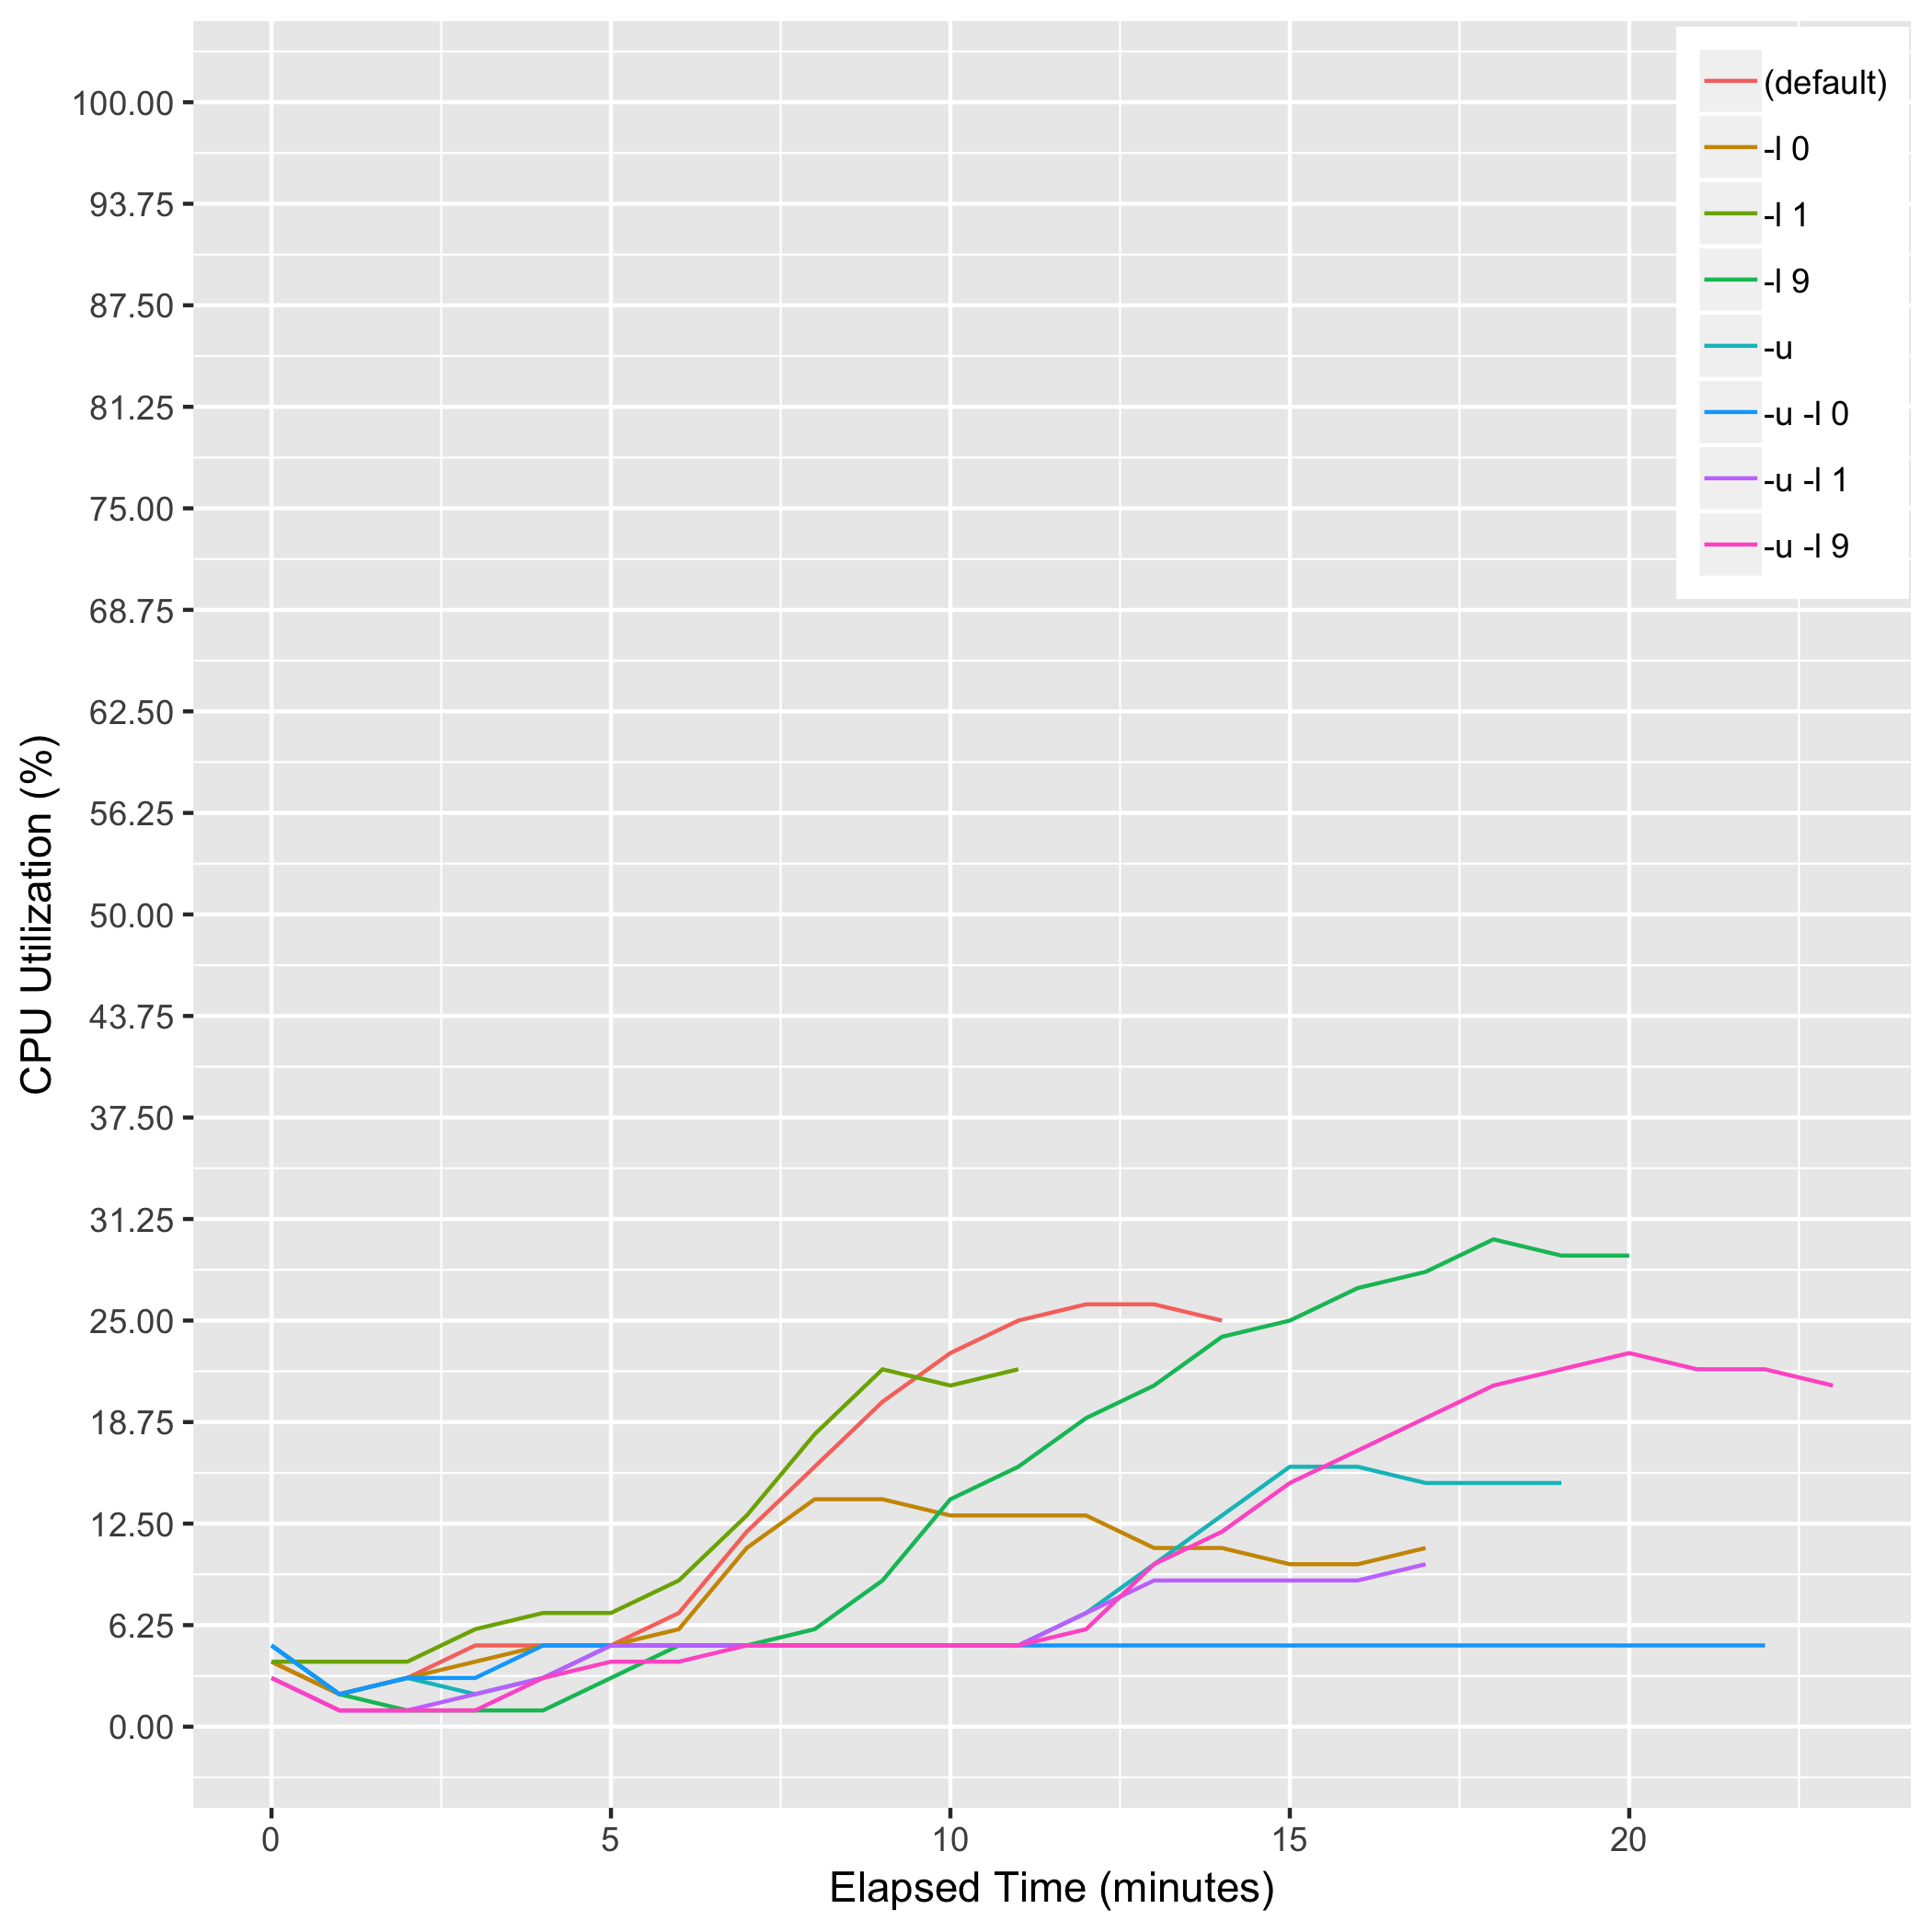 100.00
93.75
87.50
81.25
75.00
68.75
62.50
56.25
50.00
43.75
37.50
31.25
25.00
18.75
12.50
6.25
0.00
CPU Utilization (%)
0 5 10 15 20
Elapsed Time (minutes)
(default)
-l 0
-l 1
-l 9
-u
-u -l 0
-u -l 1
-u -l 9